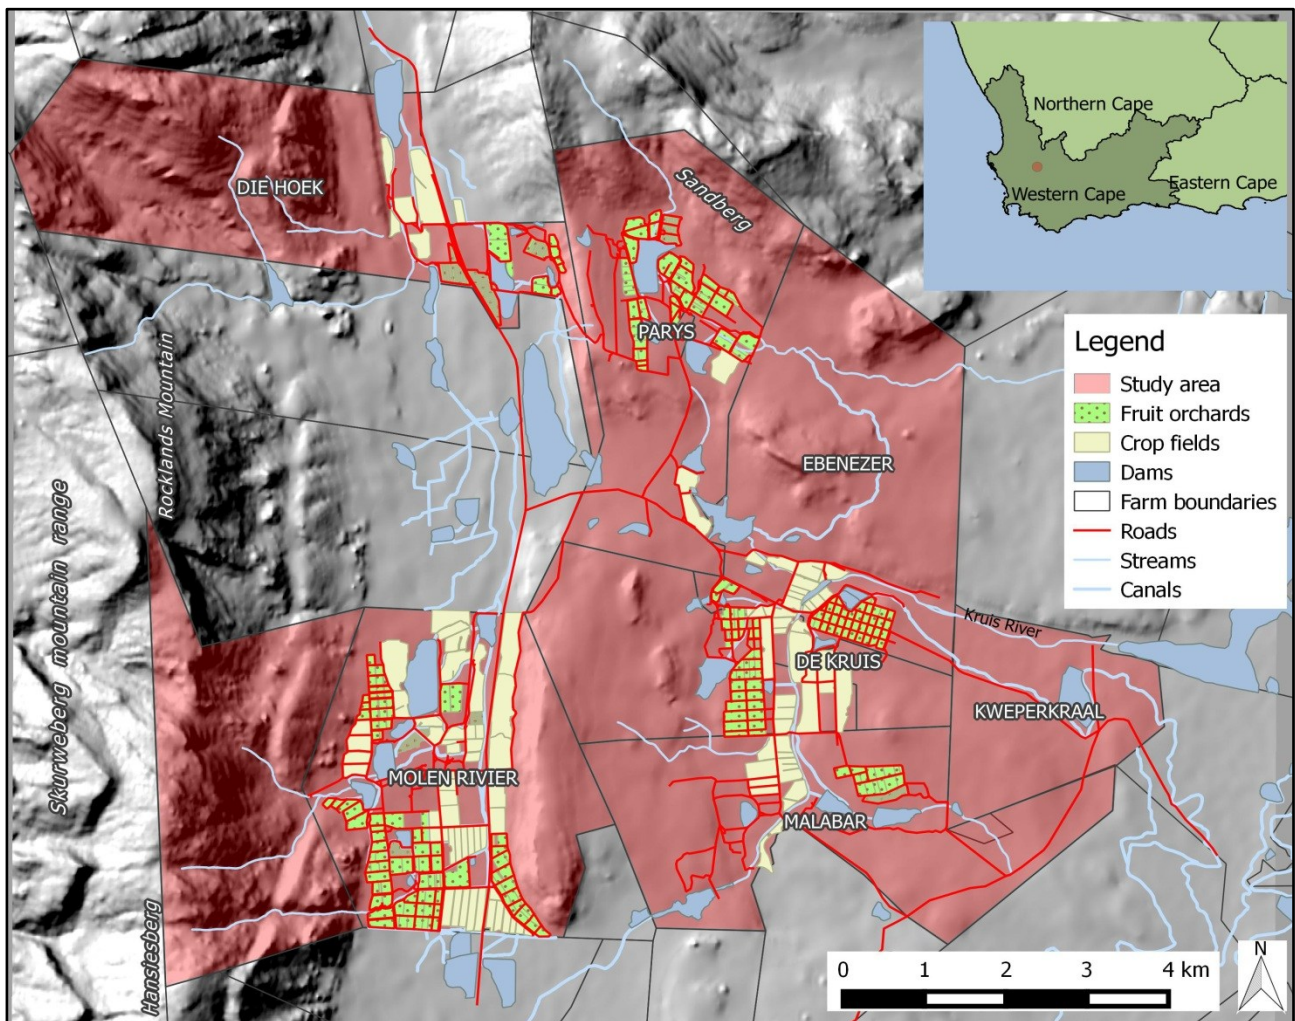 Northern Cape
Western Cape
Eastern Cape
DIE HOEK
Sandberg
PARYS
Rocklands Mountain
EBENEZER
Skurweberg mountain range
Kruis River
DE KRUIS
KWEPERKRAAL
MOLEN RIVIER
MALABAR
Hansiesberg
Legend
Study area
Fruit orchards
Crop fields
Dams
Farm boundaries
Roads
Streams
Canals
0 1 2 3 4 km
N